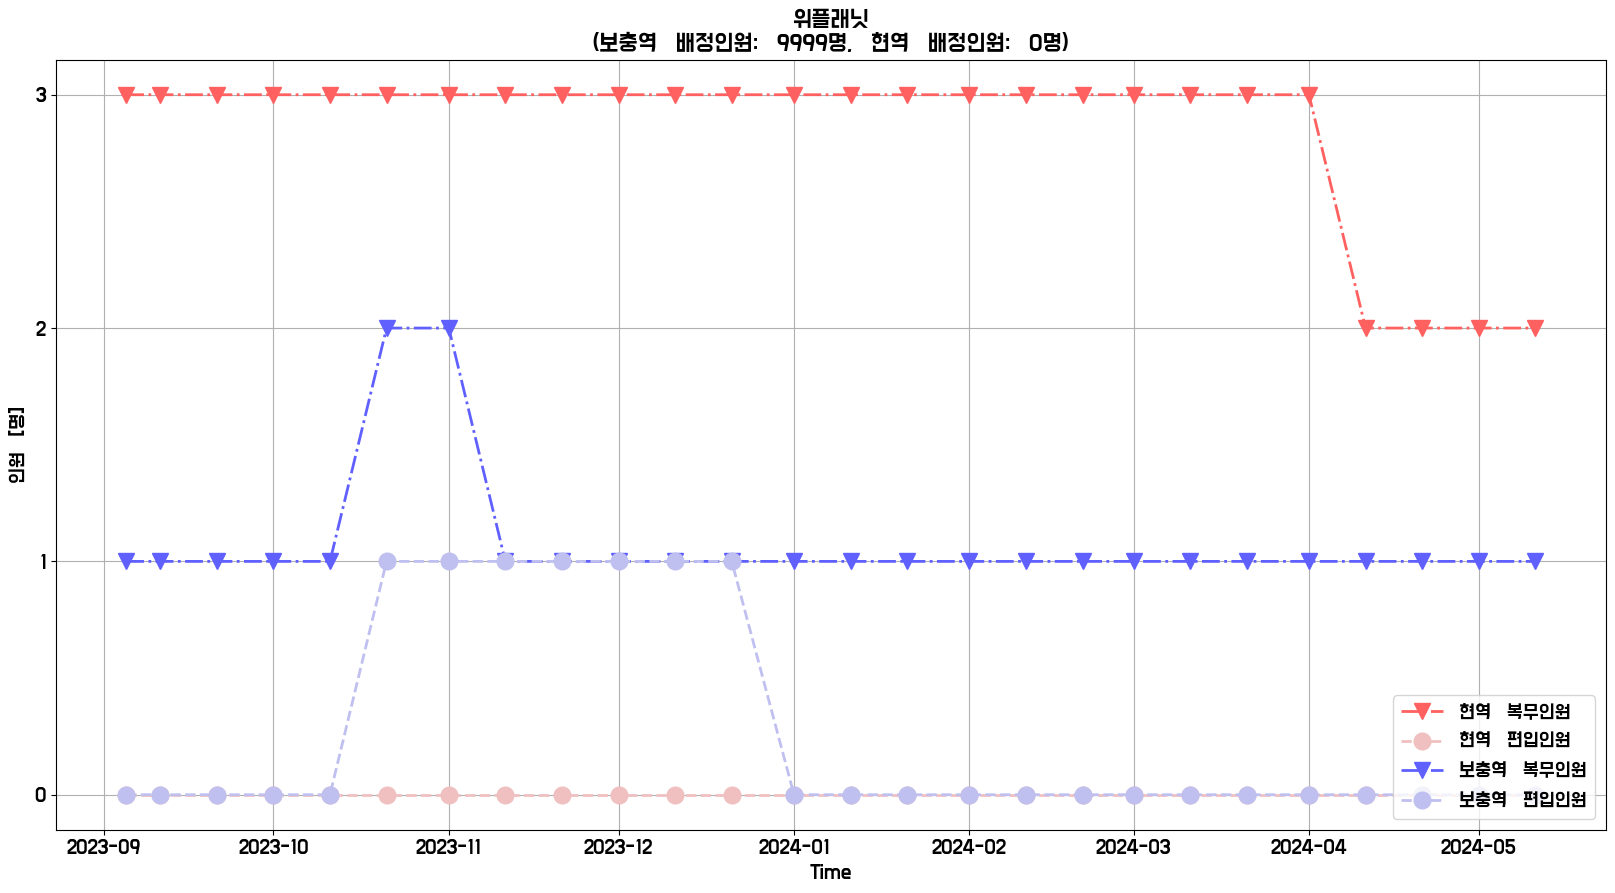 위플래닛
(보충역 배정인원: 9999명, 현역 배정인원: 0명)
3
2
1
0
인원 [명]
2023-09
2023-10
2023-11
2023-12
2024-01
2024-02
2024-03
2024-04
2024-05
Time
현역 복무인원
현역 편입인원
보충역 복무인원
보충역 편입인원